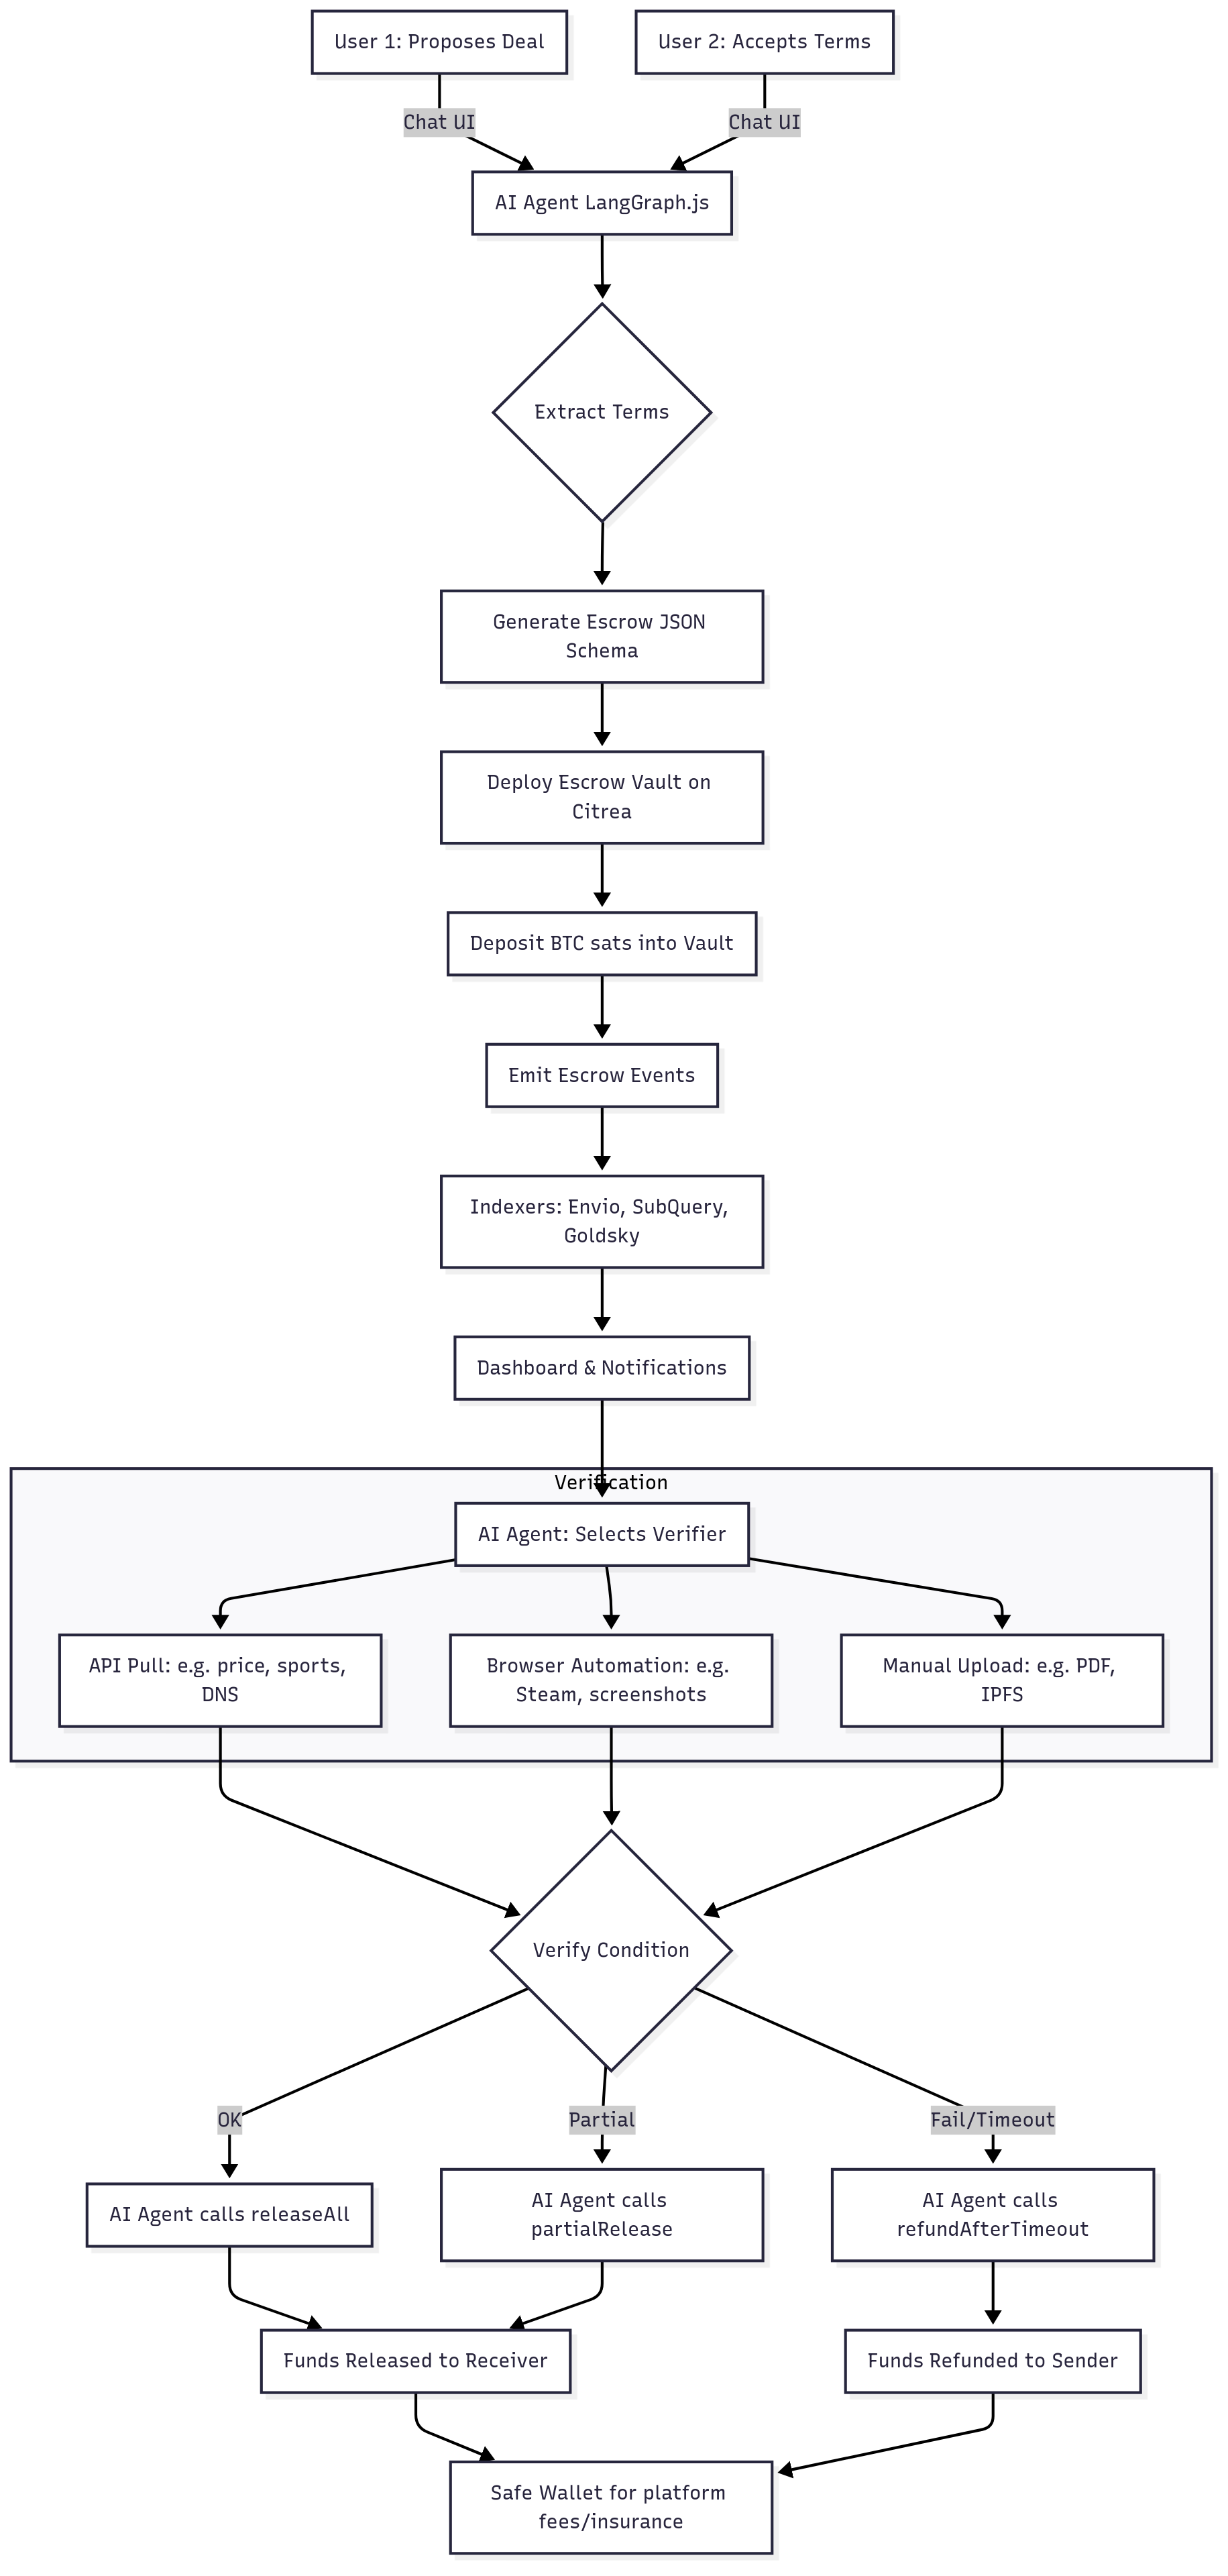 User 1: Proposes Deal
User 2: Accepts Terms
Chat UI
Chat UI
AI Agent LangGraph.js
Extract Terms
Generate Escrow JSON
Schema
Deploy Escrow Vault on
Citrea
Deposit BTC sats into Vault
Emit Escrow Events
Indexers: Envio, SubQuery,
Goldsky
Dashboard & Notifications
Verification
AI Agent: Selects Verifier
API Pull: e.g. price, sports,
DNS
Browser Automation: e.g.
Steam, screenshots
Manual Upload: e.g. PDF,
IPFS
Verify Condition
OK
Partial
Fail/Timeout
AI Agent calls releaseAll
AI Agent calls
partialRelease
AI Agent calls
refundAfterTimeout
Funds Released to Receiver
Funds Refunded to Sender
Safe Wallet for platform
fees/insurance